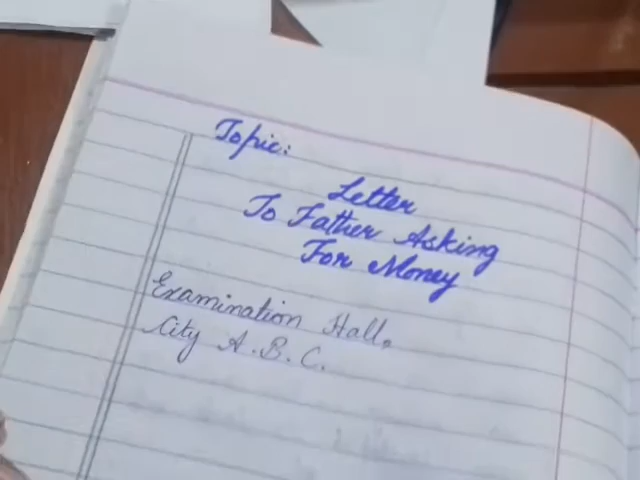 Topic:
Letter
To Father Asking
For Money
Examination Hall,
City A.B.C.